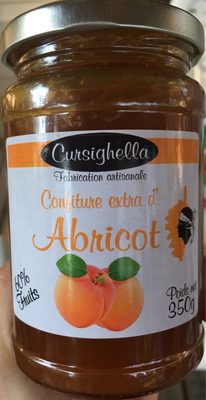 Cursighella
Fabrication artisanale
Confiture extra d'
Abricot
60%
Fruits
Poids net
350g